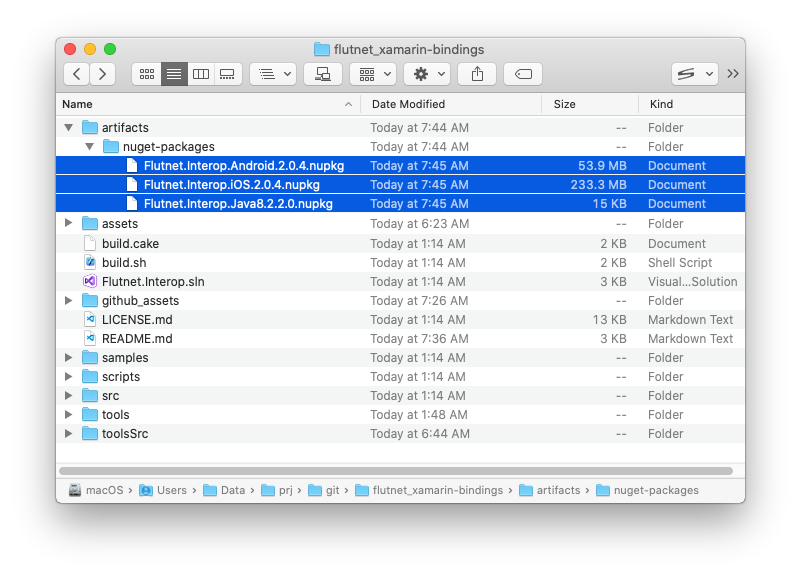 flutnet_xamarin-bindings
Name Date Modified Size Kind
artifacts Today at 7:44 AM -- Folder
nuget-packages Today at 7:44 AM -- Folder
Flutnet.Interop.Android.2.0.4.nupkg Today at 7:45 AM 53.9 MB Document
Flutnet.Interop.iOS.2.0.4.nupkg Today at 7:45 AM 233.3 MB Document
Flutnet.Interop.Java8.2.2.0.nupkg Today at 7:45 AM 15 KB Document
assets Today at 6:23 AM -- Folder
build.cake Today at 1:14 AM 2 KB Document
build.sh Today at 1:14 AM 2 KB Shell Script
Flutnet.Interop.sln Today at 1:14 AM 3 KB Visual...Solution
github_assets Today at 7:26 AM -- Folder
LICENSE.md Today at 1:14 AM 13 KB Markdown Text
README.md Today at 7:36 AM 3 KB Markdown Text
samples Today at 1:14 AM -- Folder
scripts Today at 1:14 AM -- Folder
src Today at 1:14 AM -- Folder
tools Today at 1:48 AM -- Folder
toolsSrc Today at 6:44 AM -- Folder
macOS › Users › Data › prj › git › flutnet_xamarin-bindings › artifacts › nuget-packages